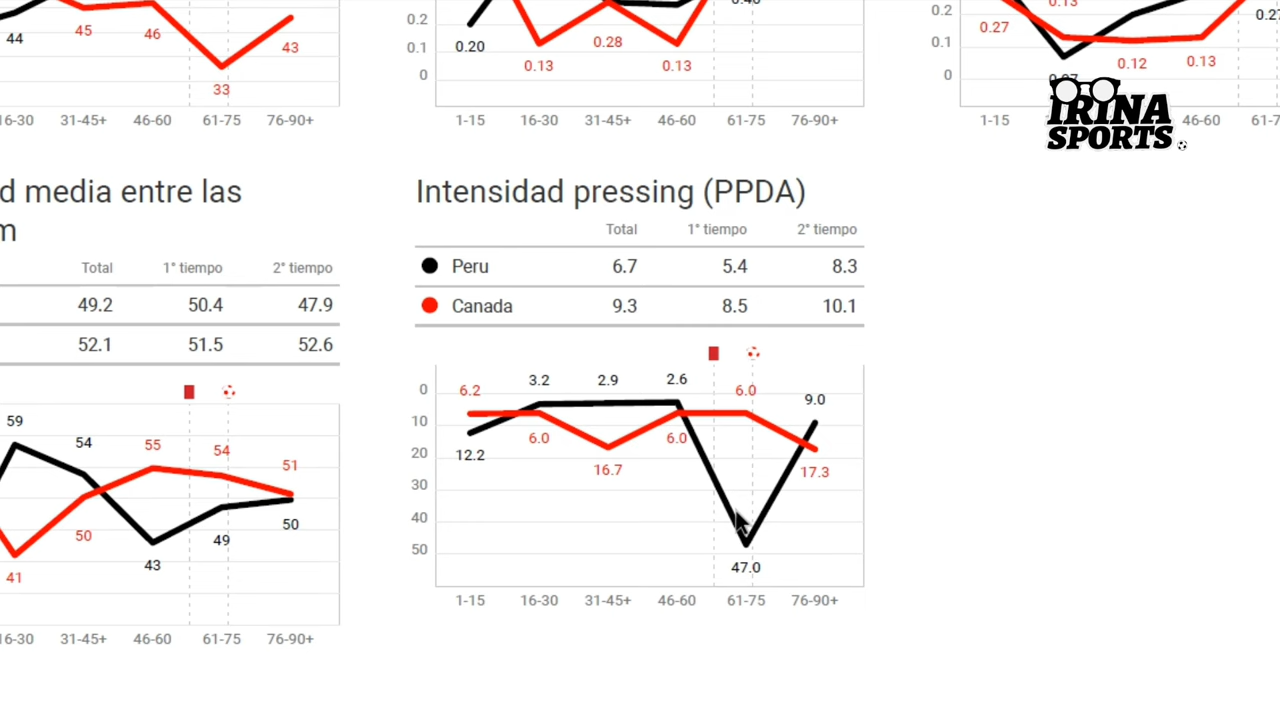 44
45
46
33
43
16-30 31-45+ 46-60 61-75 76-90+
0.2
0.1
0
0.20
0.13
0.28
0.13
1-15 16-30 31-45+ 46-60 61-75 76-90+
0.2
0.1
0
0.27
0.13
0.12
0.13
1-15 46-60
IRINA
SPORTS
d media entre las
m
Total 1° tiempo 2° tiempo
49.2 50.4 47.9
52.1 51.5 52.6
59
54
55
54
51
41
50
43
49
50
16-30 31-45+ 46-60 61-75 76-90+
Intensidad pressing (PPDA)
Total 1° tiempo 2° tiempo
Peru 6.7 5.4 8.3
Canada 9.3 8.5 10.1
0
10
20
30
40
50
6.2 3.2 2.9 2.6 6.0 9.0
12.2 6.0 16.7 6.0 47.0 17.3
1-15 16-30 31-45+ 46-60 61-75 76-90+